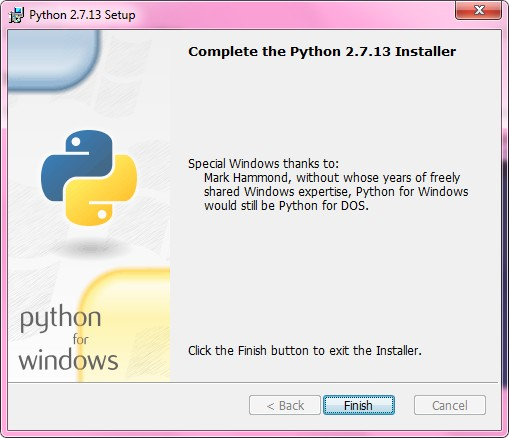 Python 2.7.13 Setup
Complete the Python 2.7.13 Installer
Special Windows thanks to:
Mark Hammond, without whose years of freely
shared Windows expertise, Python for Windows
would still be Python for DOS.
python
for
windows
Click the Finish button to exit the Installer.
< Back
Finish
Cancel